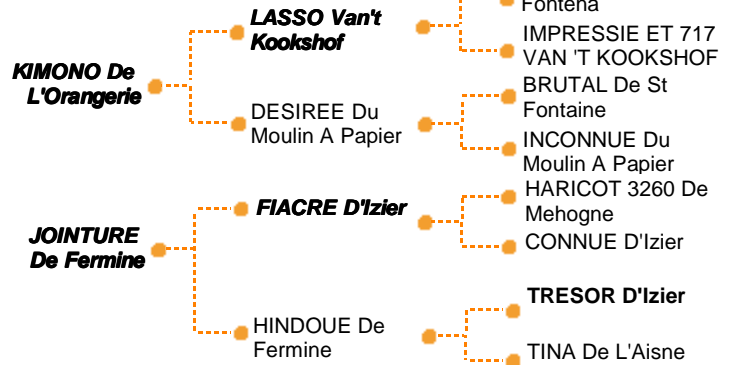 Fontena
LASSO Van't
Kookshof
IMPRESSIE ET 717
VAN 'T KOOKSHOF
KIMONO De
L'Orangerie
BRUTAL De St
Fontaine
DESIREE Du
Moulin A Papier
INCONNUE Du
Moulin A Papier
HARICOT 3260 De
Mehogne
FIACRE D'Izier
CONNUE D'Izier
JOINTURE
De Fermine
TRESOR D'Izier
HINDOUE De
Fermine
TINA De L'Aisne